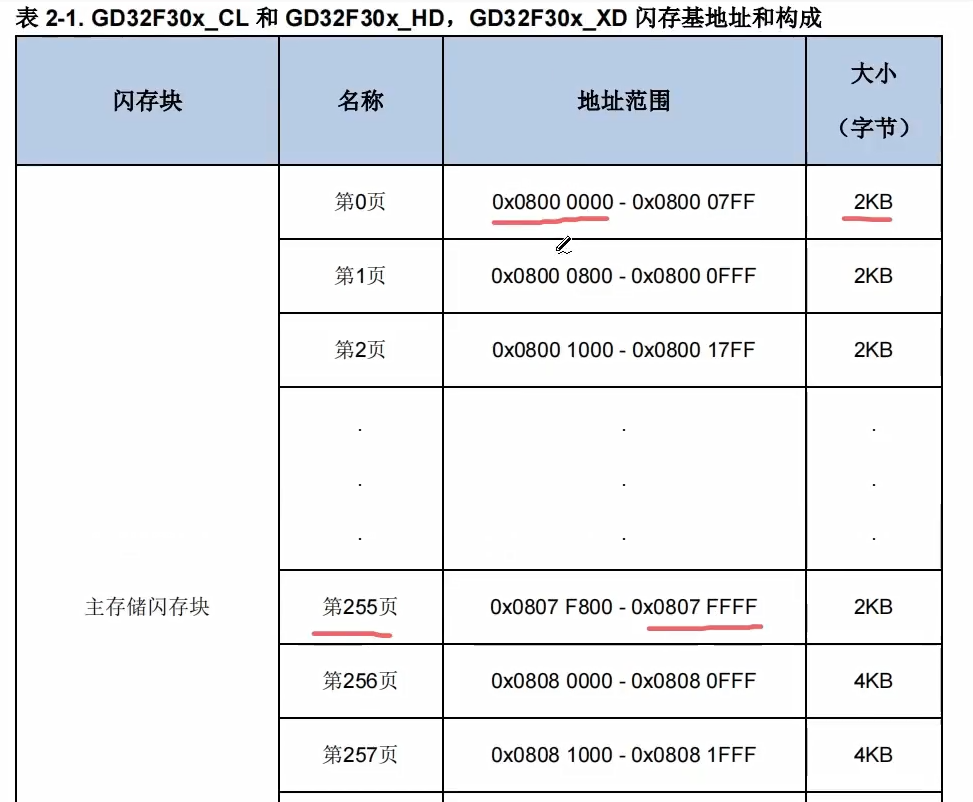 表 2-1. GD32F30x_CL 和 GD32F30x_HD，GD32F30x_XD 闪存基地址和构成
闪存块 名称 地址范围 大小
（字节）
第0页 0x0800 0000 - 0x0800 07FF 2KB
第1页 0x0800 0800 - 0x0800 0FFF 2KB
第2页 0x0800 1000 - 0x0800 17FF 2KB
. . .
. . .
. . .
主存储闪存块 第255页 0x0807 F800 - 0x0807 FFFF 2KB
第256页 0x0808 0000 - 0x0808 0FFF 4KB
第257页 0x0808 1000 - 0x0808 1FFF 4KB